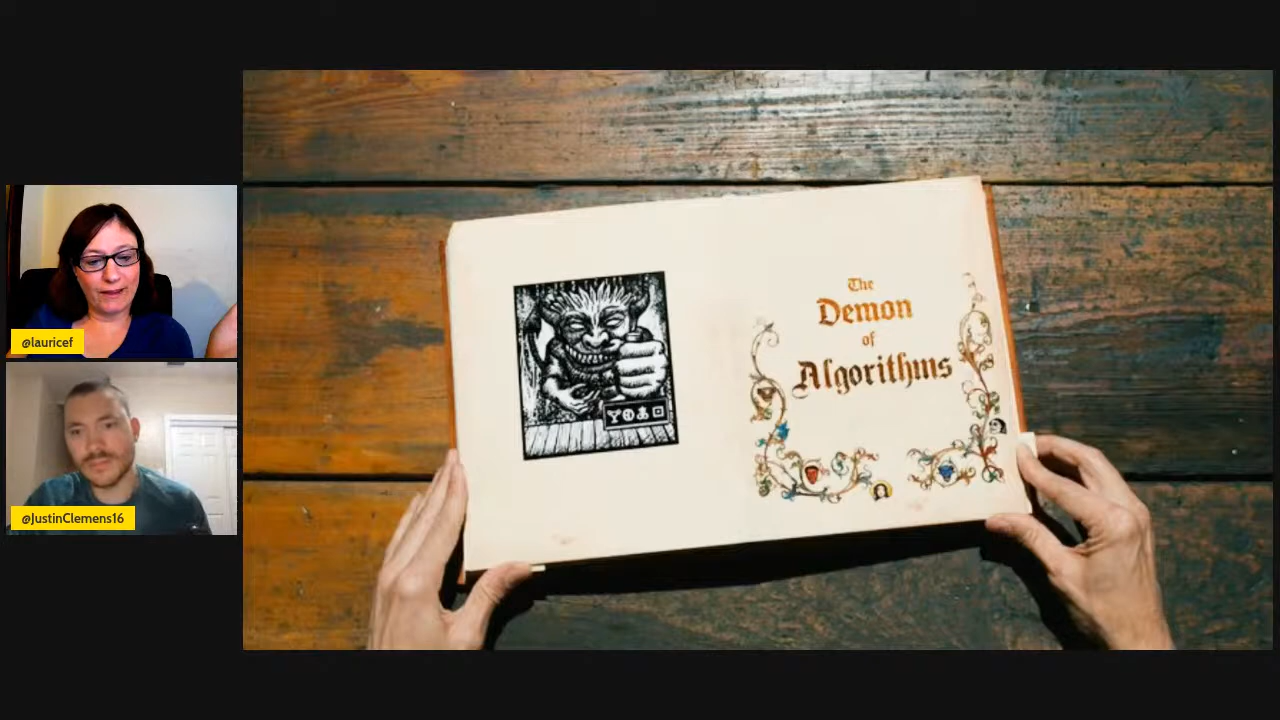 @lauricef
@JustinClemens16
The
Demon
of
Algorithms